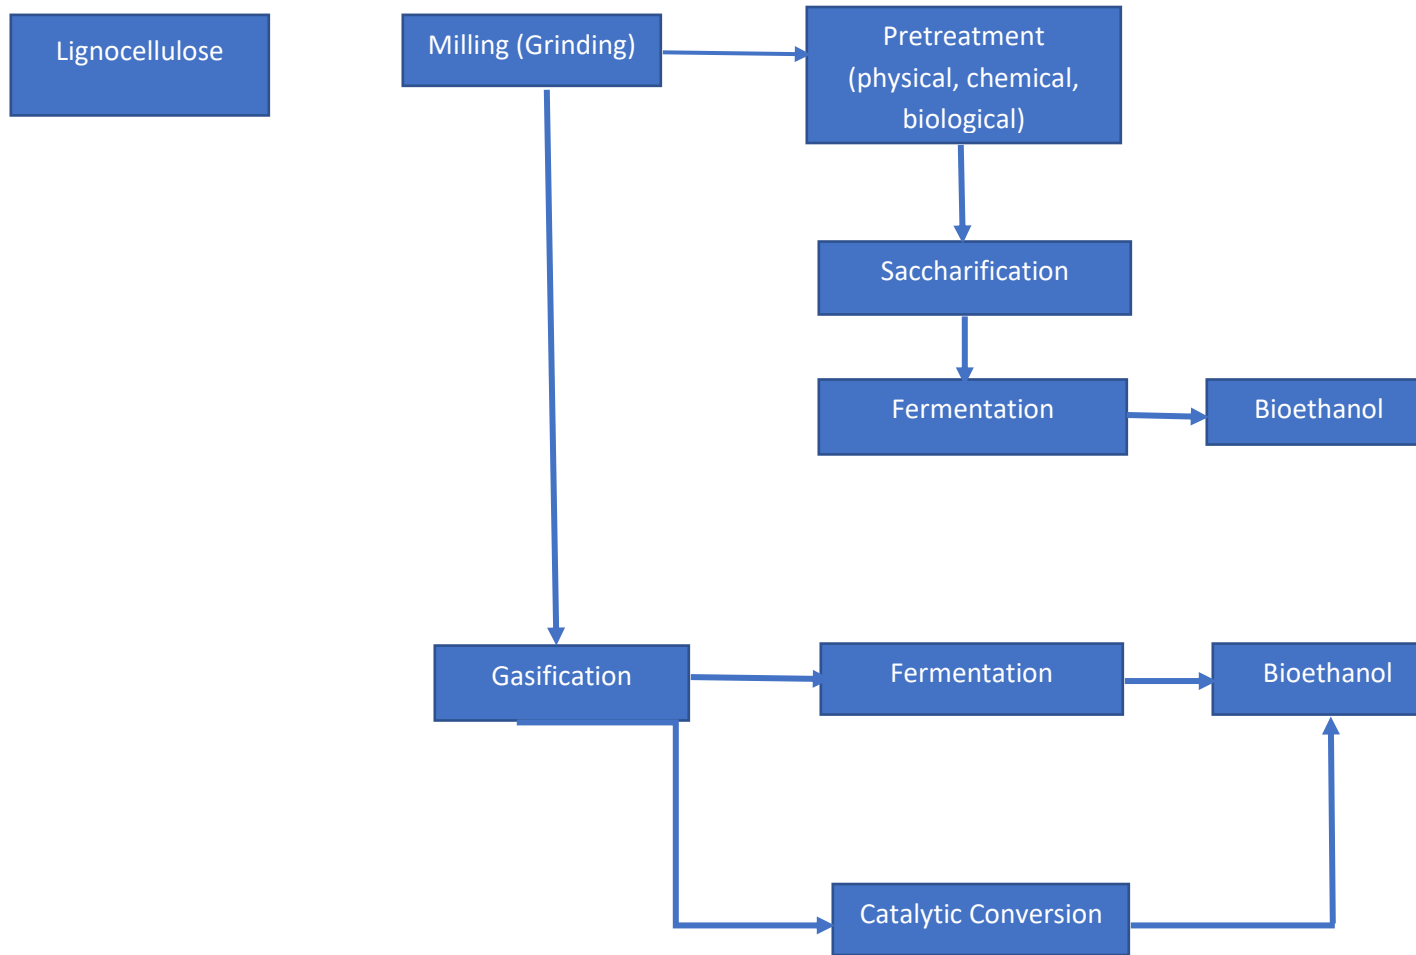 Lignocellulose
Milling (Grinding)
Pretreatment
(physical, chemical,
biological)
Saccharification
Fermentation
Bioethanol
Gasification
Fermentation
Bioethanol
Catalytic Conversion